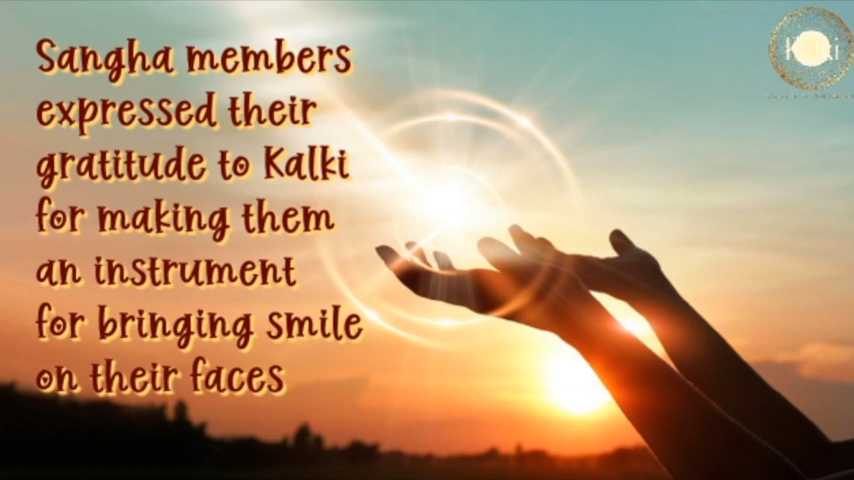 Sangha members
expressed their
gratitude to Kalki
for making them
an instrument
for bringing smile
on their faces
Kalki